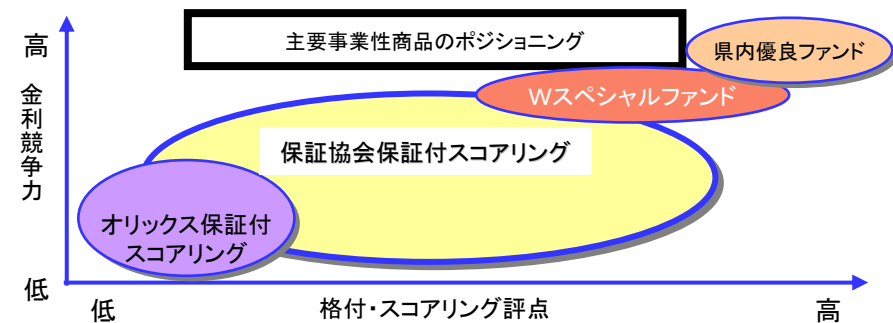 主要事業性商品のポジショニング
県内優良ファンド
高
Wスペシャルファンド
金利競争力
保証協会保証付スコアリング
オリックス保証付
スコアリング
低
低
格付・スコアリング評点
高